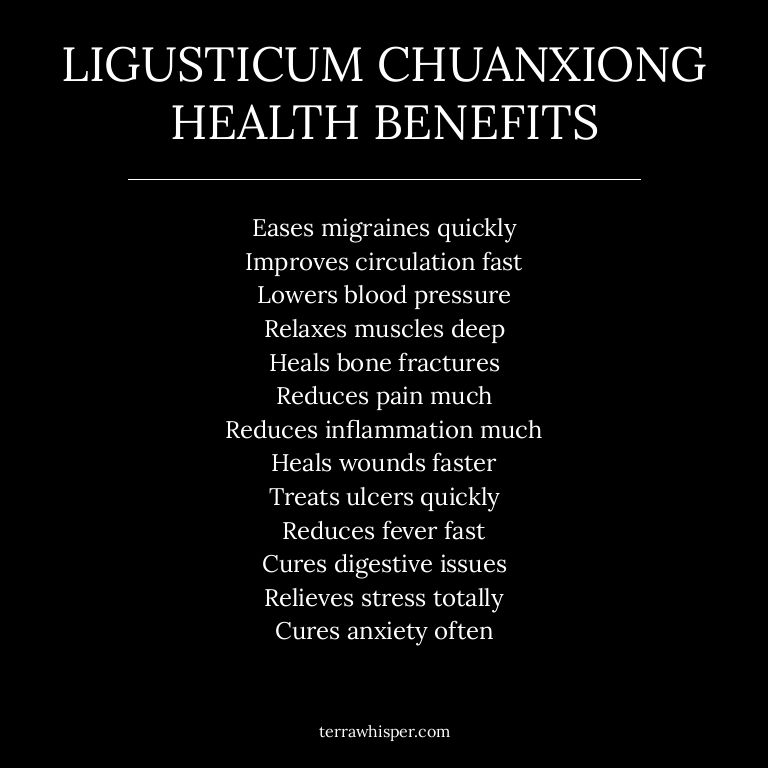 LIGUSTICUM CHUANXIONG
HEALTH BENEFITS
Eases migraines quickly
Improves circulation fast
Lowers blood pressure
Relaxes muscles deep
Heals bone fractures
Reduces pain much
Reduces inflammation much
Heals wounds faster
Treats ulcers quickly
Reduces fever fast
Cures digestive issues
Relieves stress totally
Cures anxiety often
terrawhisper.com